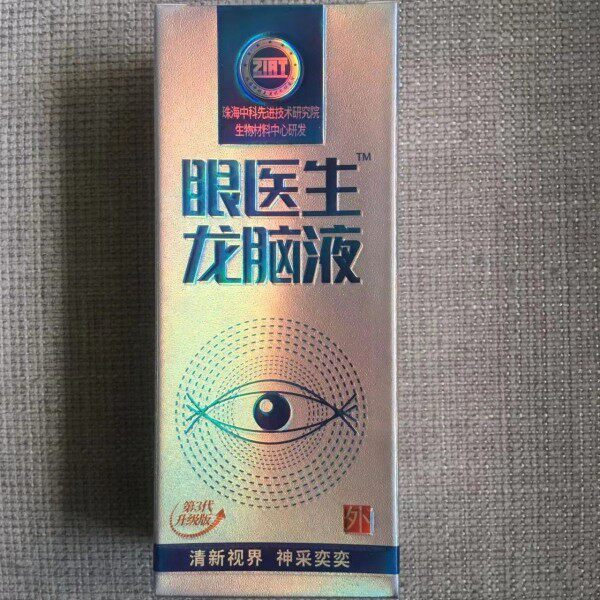 ZIAT
珠海中科先进技术研究院
生物材料中心研发
眼医生™
龙脑液
第3代
升级版
外
清新视界 神采奕奕